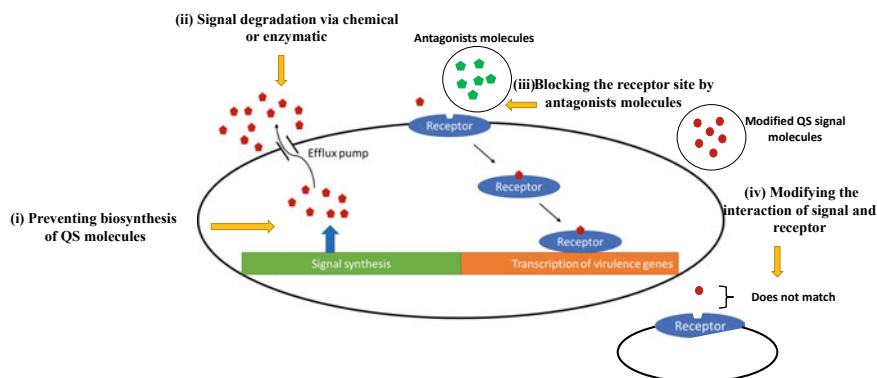 (ii) Signal degradation via chemical
or enzymatic
Antagonists molecules
(iii)Blocking the receptor site by
antagonists molecules
Receptor
Modified QS signal
molecules
Efflux pump
Receptor
(i) Preventing biosynthesis
of QS molecules
(iv) Modifying the
interaction of signal and
receptor
Receptor
Signal synthesis
Transcription of virulence genes
Does not match
Receptor